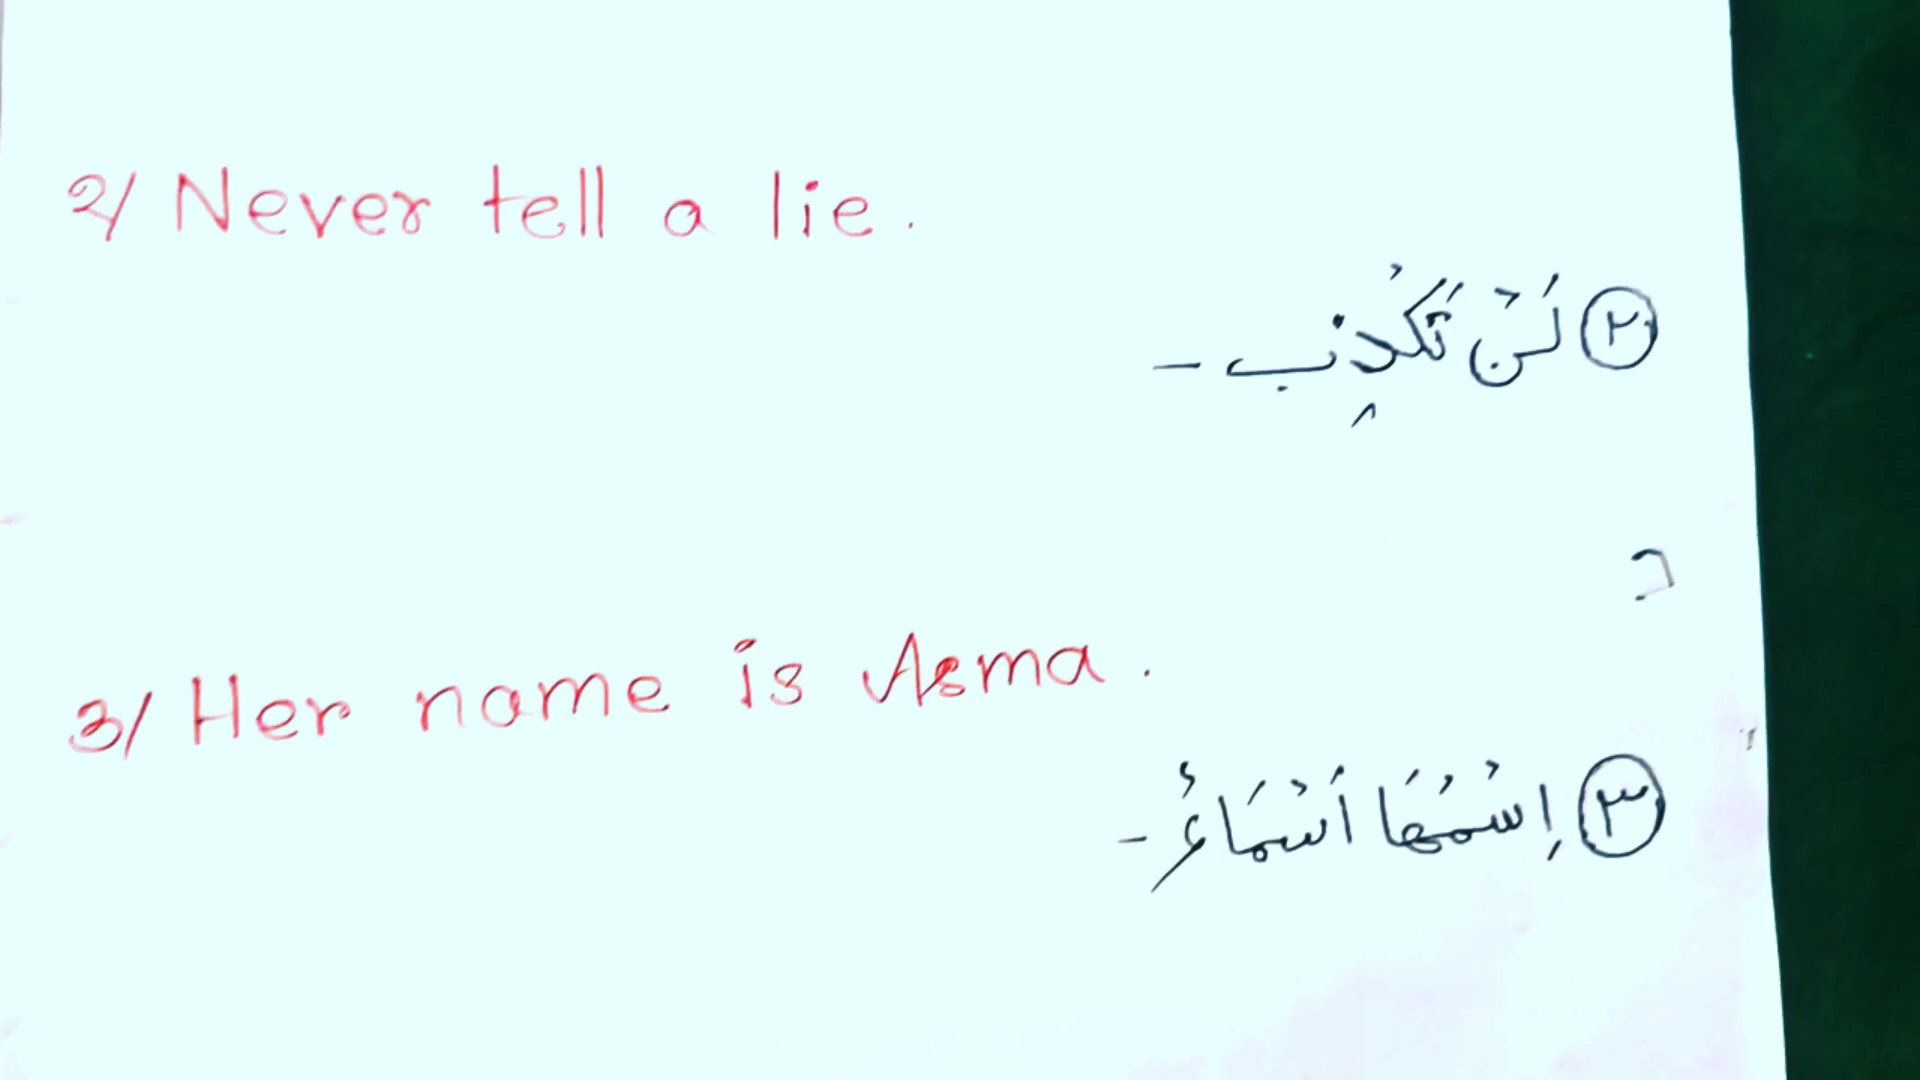 2/ Never tell a lie.
٢ لَنْ تَكْذِب -
3/ Her name is Asma.
٣ اِسْمُهَا أَسْمَاءُ -